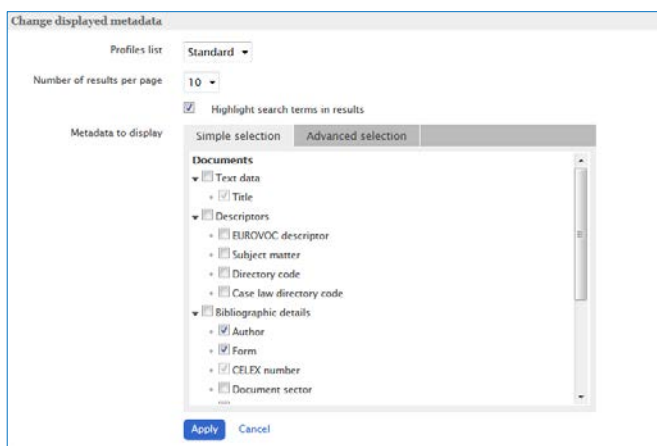 Change displayed metadata
Profiles list Standard
Number of results per page 10
Highlight search terms in results
Metadata to display Simple selection Advanced selection
Documents
Text data
Title
Descriptors
EUROVOC descriptor
Subject matter
Directory code
Case law directory code
Bibliographic details
Author
Form
CELEX number
Document sector
Apply Cancel